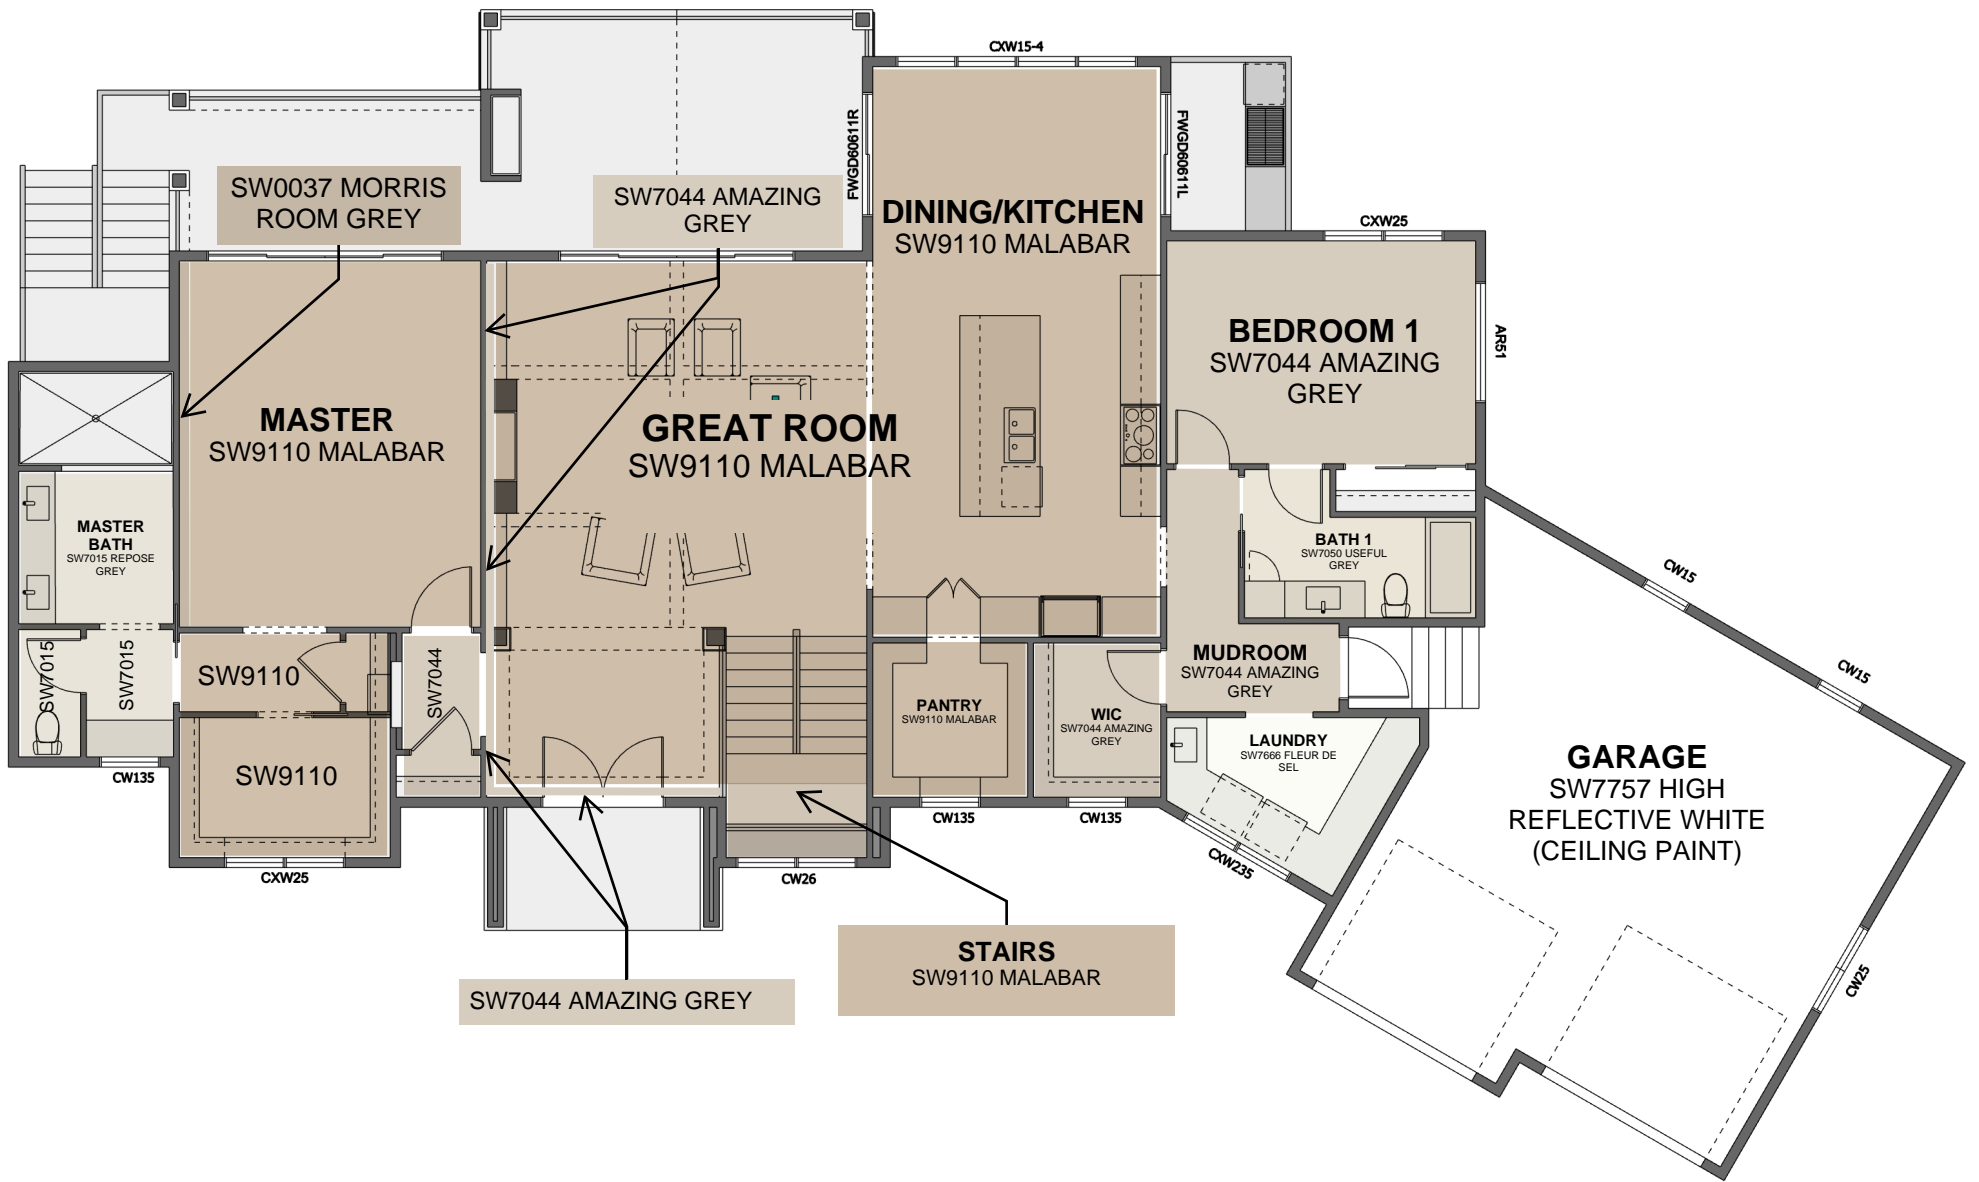 CXW15-4
FWGD60611R
FWGD60611L
SW0037 MORRIS
ROOM GREY
SW7044 AMAZING
GREY
DINING/KITCHEN
SW9110 MALABAR
CXW25
AR51
BEDROOM 1
SW7044 AMAZING
GREY
MASTER
SW9110 MALABAR
GREAT ROOM
SW9110 MALABAR
MASTER
BATH
SW7015 REPOSE
GREY
BATH 1
SW7050 USEFUL
GREY
CW15
CW15
SW7015
SW7015
SW9110
SW7044
MUDROOM
SW7044 AMAZING
GREY
PANTRY
SW9110 MALABAR
WIC
SW7044 AMAZING
GREY
LAUNDRY
SW7666 FLEUR DE
SEL
GARAGE
SW7757 HIGH
REFLECTIVE WHITE
(CEILING PAINT)
SW9110
CW135
CW135
CW135
CXW25
CW26
CXW235
STAIRS
SW9110 MALABAR
SW7044 AMAZING GREY
CW25